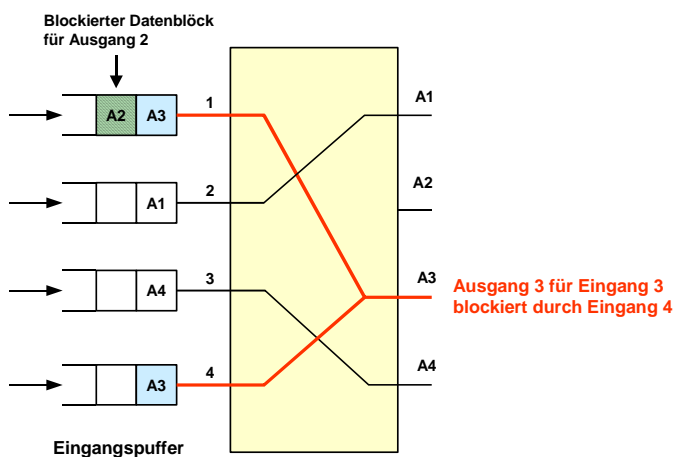 Blockierter Datenblöck
für Ausgang 2
A2
A3
1
A1
A1
2
A2
A4
3
A3
Ausgang 3 für Eingang 3
blockiert durch Eingang 4
A3
4
A4
Eingangspuffer